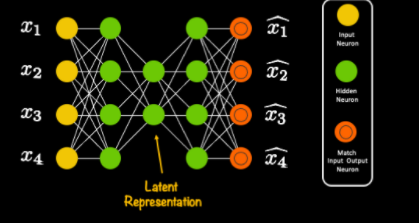 x₁
x₂
x₃
x₄
x̂₁
x̂₂
x̂₃
x̂₄
Latent
Representation
Input
Neuron
Hidden
Neuron
Match
Input Output
Neuron